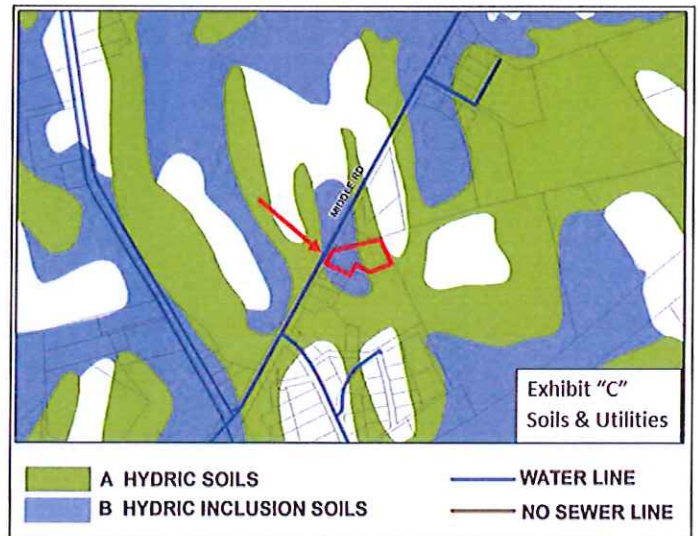 MIDDLE RD
Exhibit "C"
Soils & Utilities
A HYDRIC SOILS
B HYDRIC INCLUSION SOILS
WATER LINE
NO SEWER LINE